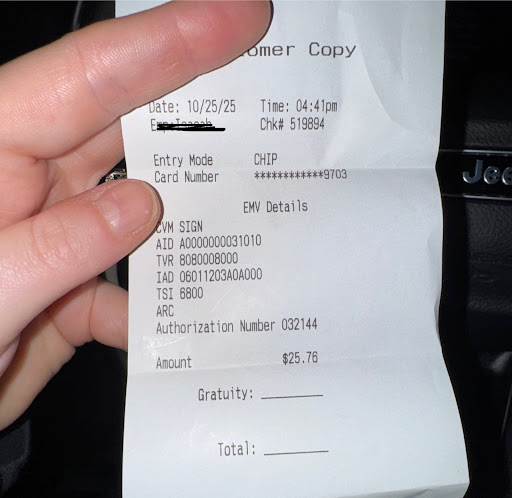 omer Copy
Date: 10/25/25 Time: 04:41pm
Chk# 519894
Entry Mode CHIP
Card Number ************9703
EMV Details
CVM SIGN
AID A0000000031010
TVR 8080008000
IAD 06011203A0A000
TSI 6800
ARC
Authorization Number 032144
Amount $25.76
Gratuity: ________
Total: ________
Jee